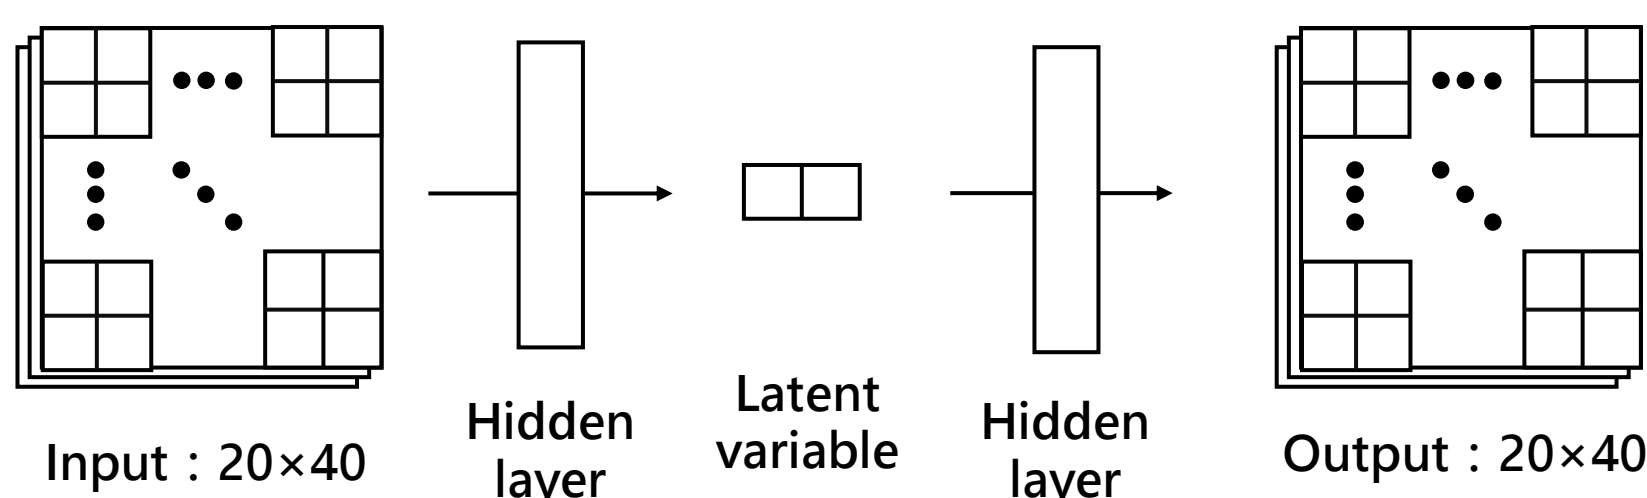 Input : 20×40
Hidden
layer
Latent
variable
Hidden
layer
Output : 20×40